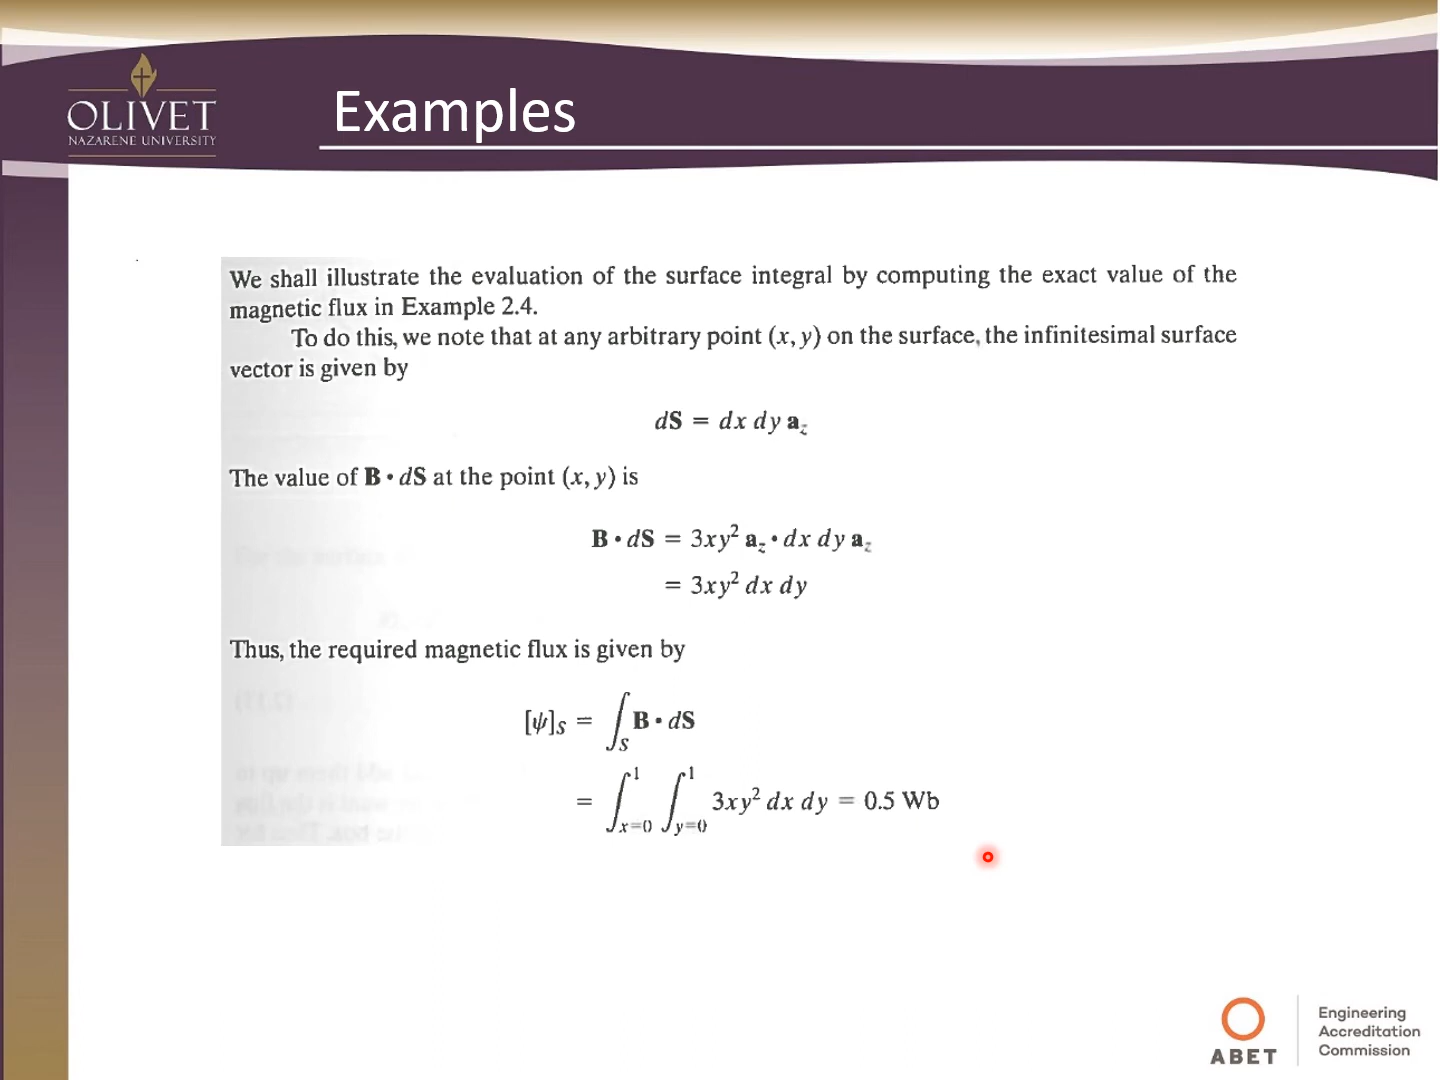 OLIVET
NAZARENE UNIVERSITY
Examples
We shall illustrate the evaluation of the surface integral by computing the exact value of the
magnetic flux in Example 2.4.
To do this, we note that at any arbitrary point (x, y) on the surface, the infinitesimal surface
vector is given by
dS = dx dy a_z
The value of B • dS at the point (x, y) is
B • dS = 3xy² a_z • dx dy a_z
= 3xy² dx dy
Thus, the required magnetic flux is given by
[ψ]_S = ∫_S B • dS
= ∫_{x=0}^{1} ∫_{y=0}^{1} 3xy² dx dy = 0.5 Wb
ABET
Engineering
Accreditation
Commission